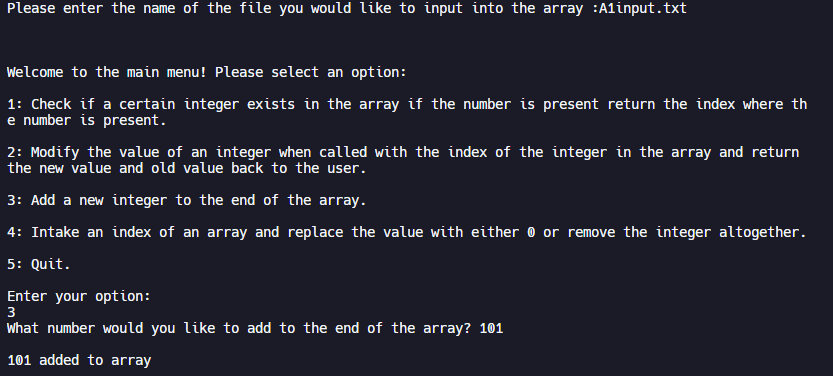 Please enter the name of the file you would like to input into the array :A1input.txt
Welcome to the main menu! Please select an option:
1: Check if a certain integer exists in the array if the number is present return the index where th
e number is present.
2: Modify the value of an integer when called with the index of the integer in the array and return
the new value and old value back to the user.
3: Add a new integer to the end of the array.
4: Intake an index of an array and replace the value with either 0 or remove the integer altogether.
5: Quit.
Enter your option:
3
What number would you like to add to the end of the array? 101
101 added to array